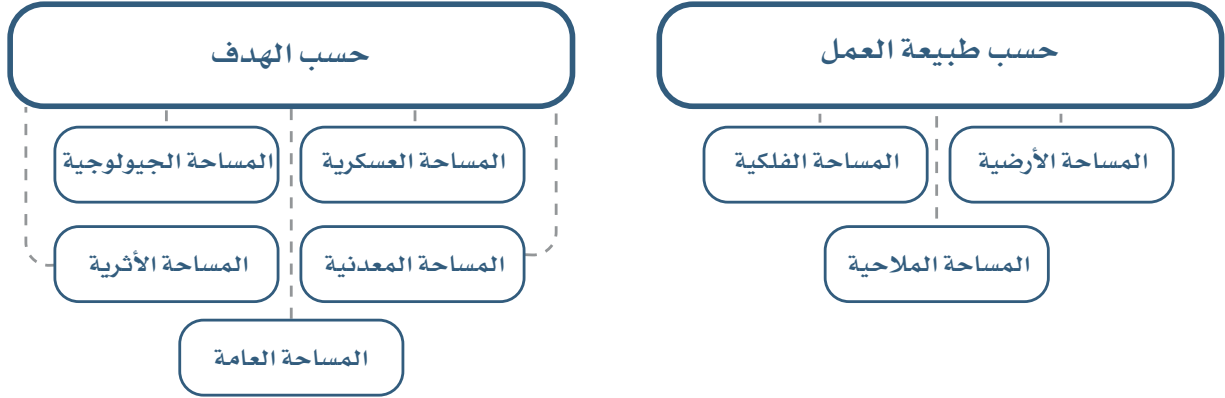 حسب طبيعة العمل
المساحة الأرضية
المساحة الفلكية
المساحة الملاحية
حسب الهدف
المساحة العسكرية
المساحة الجيولوجية
المساحة المعدنية
المساحة الأثرية
المساحة العامة